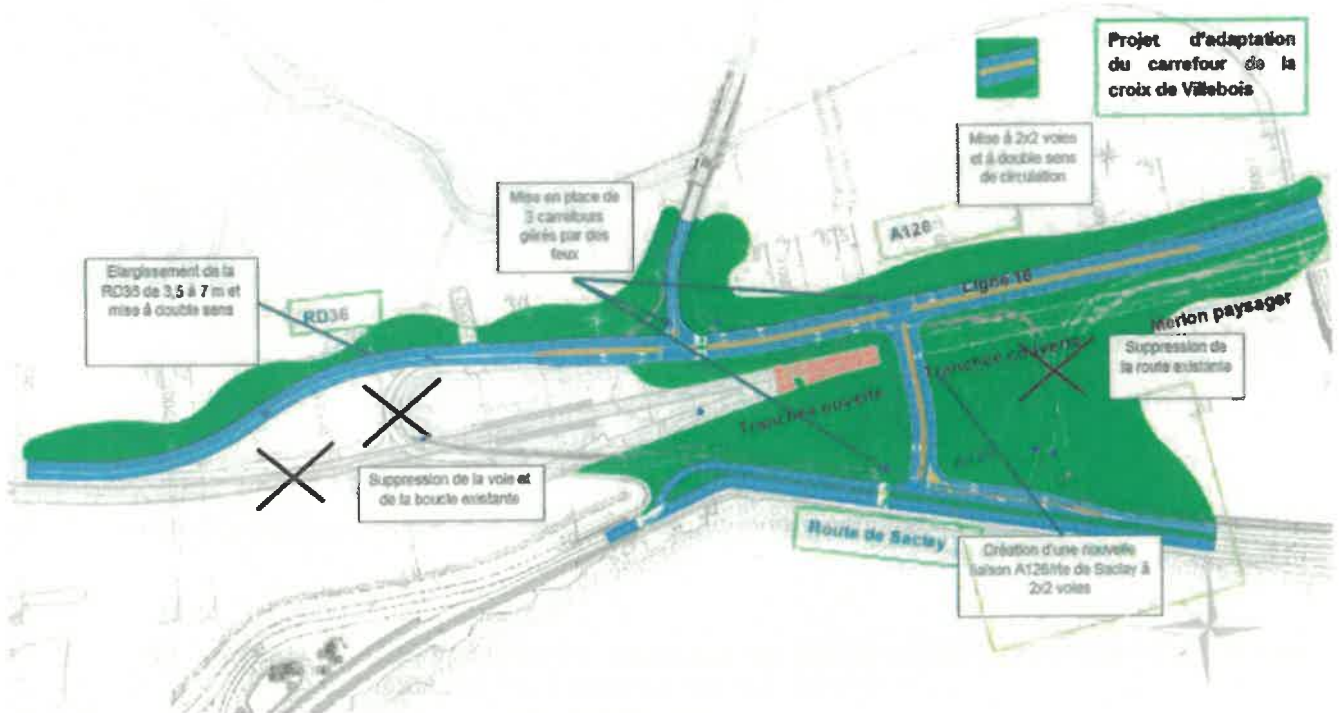 Projet d'adaptation
du carrefour de la
croix de Villebois
Mise à 2x2 voies
et à double sens
de circulation
Mise en place de
3 carrefours
gérés par des
feux
A126
Elargissement de la
RD36 de 3,5 à 7 m et
mise à double sens
RD36
Ligne 18
Merlon paysager
Suppression de
la route existante
Tranchée couverte
Tranchée ouverte
Suppression de la voie et
de la boucle existante
Route de Saclay
Création d'une nouvelle
liaison A126/rte de Saclay à
2x2 voies